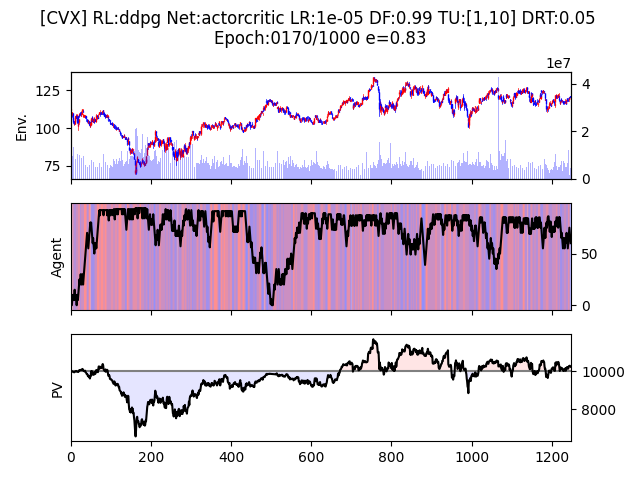 [CVX] RL:ddpg Net:actorcritic LR:1e-05 DF:0.99 TU:[1,10] DRT:0.05
Epoch:0170/1000 e=0.83
1e7
125
100
75
Env.
4
2
0
Agent
50
0
PV
10000
8000
0 200 400 600 800 1000 1200